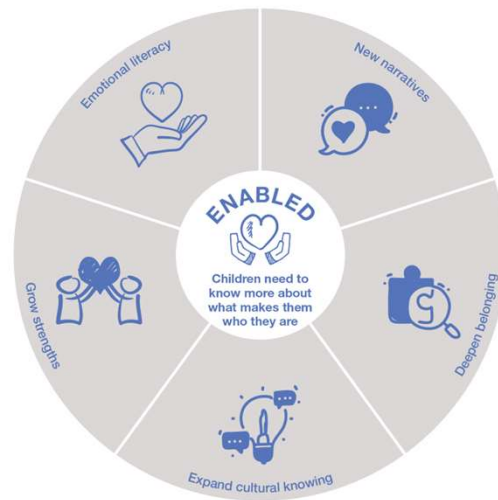 Emotional literacy
New narratives
ENABLED
Children need to
know more about
what makes them
who they are
Grow strengths
Deepen belonging
Expand cultural knowing